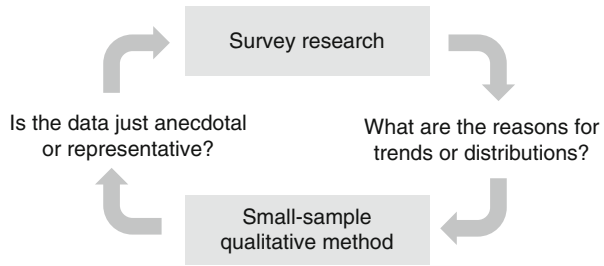 Survey research
Is the data just anecdotal
or representative?
What are the reasons for
trends or distributions?
Small-sample
qualitative method